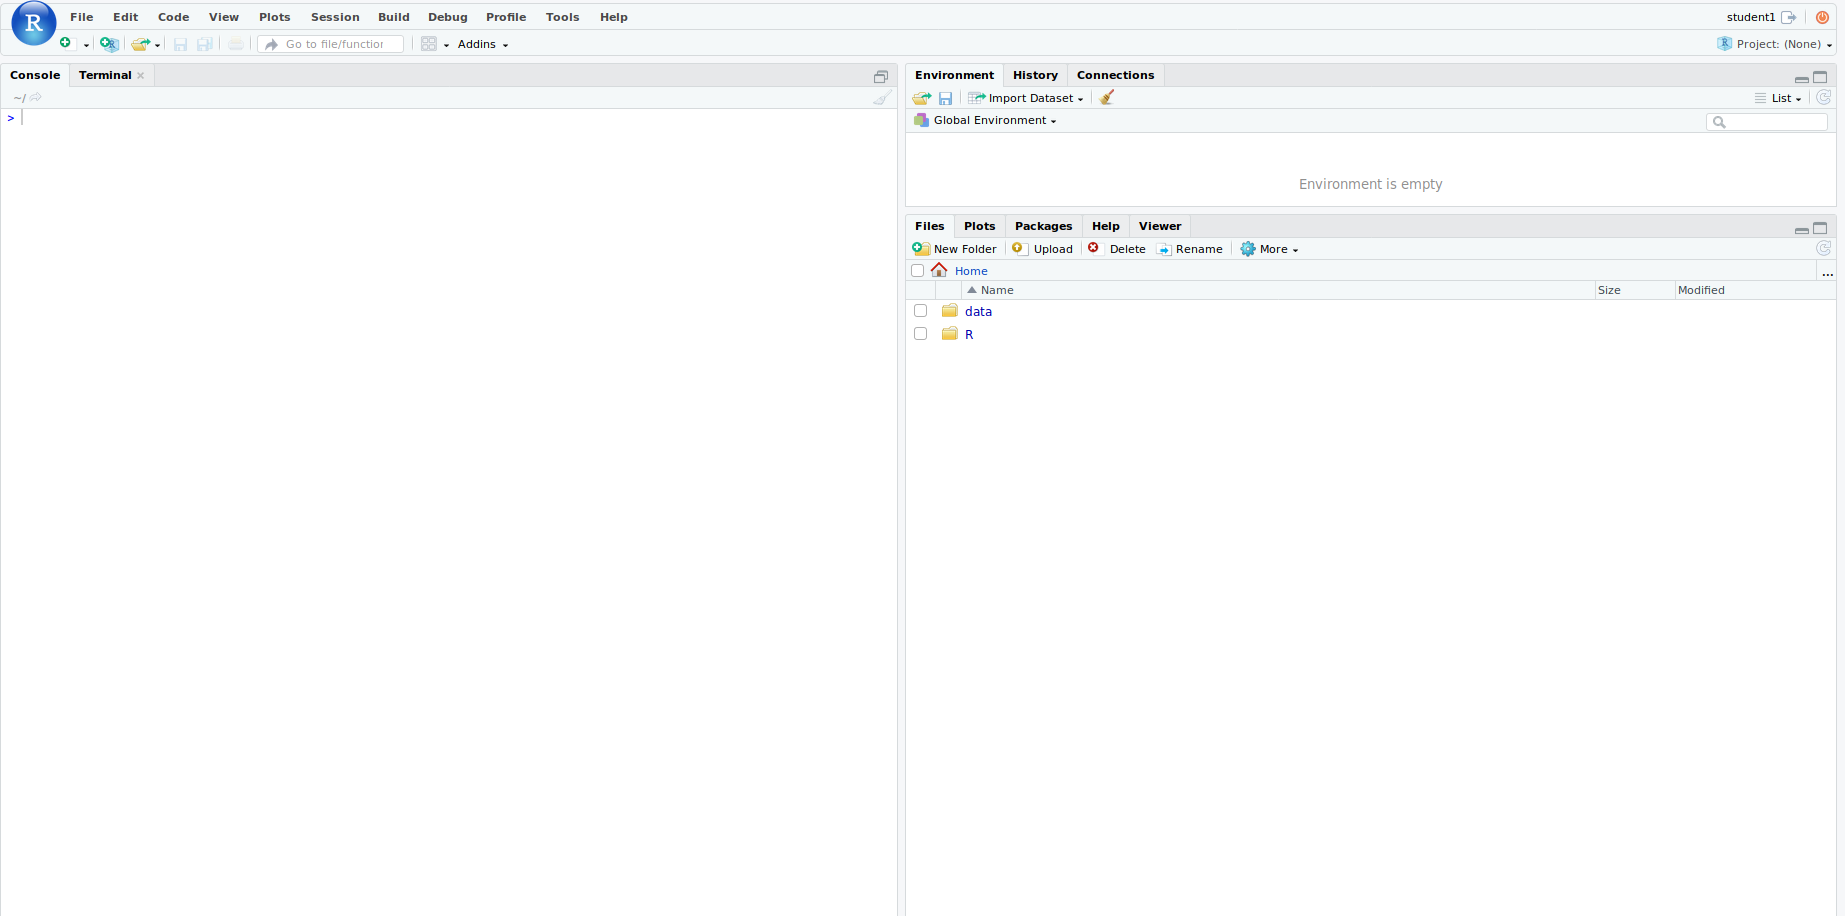 R File Edit Code View Plots Session Build Debug Profile Tools Help student1
R Go to file/function Addins R Project: (None)
Console Terminal
~/
>
Environment History Connections
Import Dataset List
Global Environment
Environment is empty
Files Plots Packages Help Viewer
New Folder Upload Delete Rename More
Home ...
Name Size Modified
data
R